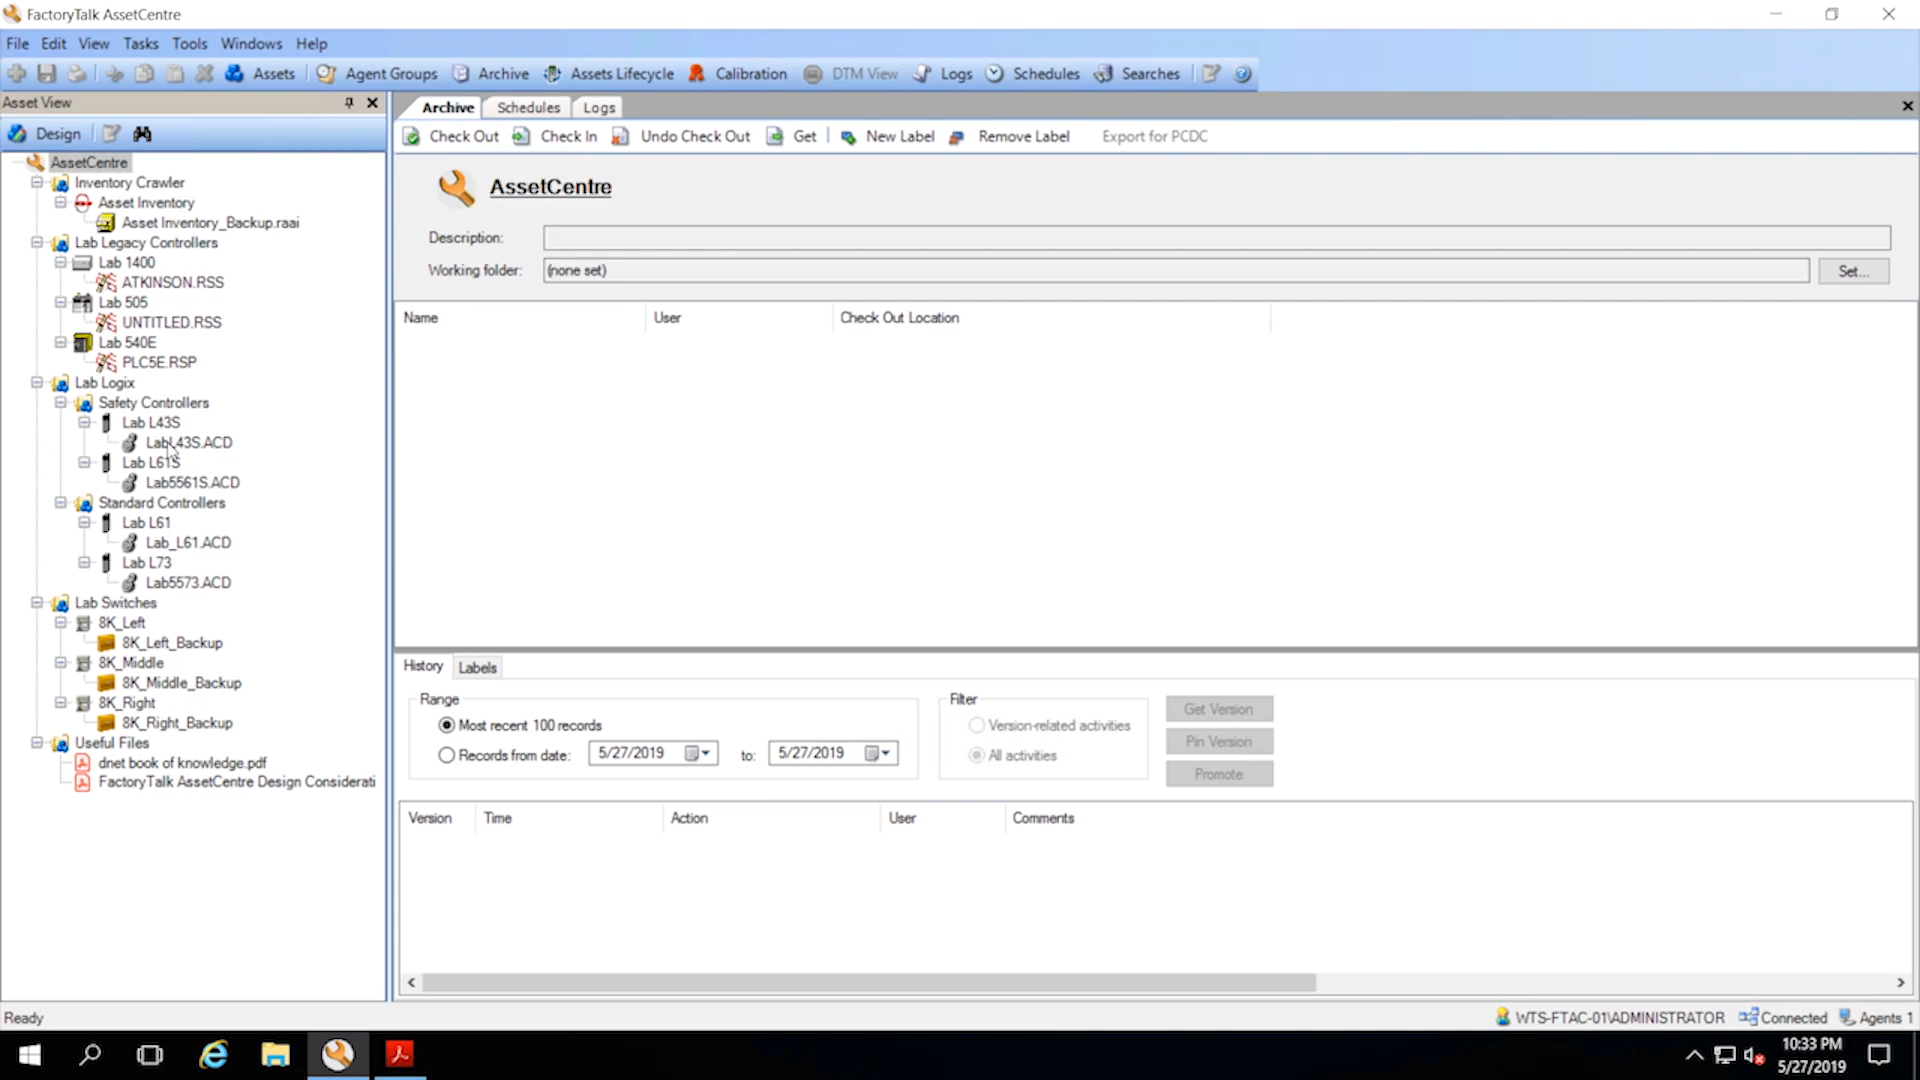 FactoryTalk AssetCentre
File Edit View Tasks Tools Windows Help
Assets Agent Groups Archive Assets Lifecycle Calibration DTM View Logs Schedules Searches
Asset View
Design
AssetCentre
Inventory Crawler
Asset Inventory
Asset Inventory_Backup.raai
Lab Legacy Controllers
Lab 1400
ATKINSON.RSS
Lab 505
UNTITLED.RSS
Lab 540E
PLC5E.RSP
Lab Logix
Safety Controllers
Lab L43S
LabL43S.ACD
Lab L61S
Lab5561S.ACD
Standard Controllers
Lab L61
Lab_L61.ACD
Lab L73
Lab5573.ACD
Lab Switches
8K_Left
8K_Left_Backup
8K_Middle
8K_Middle_Backup
8K_Right
8K_Right_Backup
Useful Files
dnet book of knowledge.pdf
FactoryTalk AssetCentre Design Considerati
Archive Schedules Logs
Check Out Check In Undo Check Out Get New Label Remove Label Export for PCDC
AssetCentre
Description:
Working folder: (none set) Set...
Name User Check Out Location
History Labels
Range
Most recent 100 records
Records from date: 5/27/2019 to: 5/27/2019
Filter
Version-related activities
All activities
Get Version
Pin Version
Promote
Version Time Action User Comments
Ready
WTS-FTAC-01\ADMINISTRATOR Connected Agents 1
10:33 PM
5/27/2019